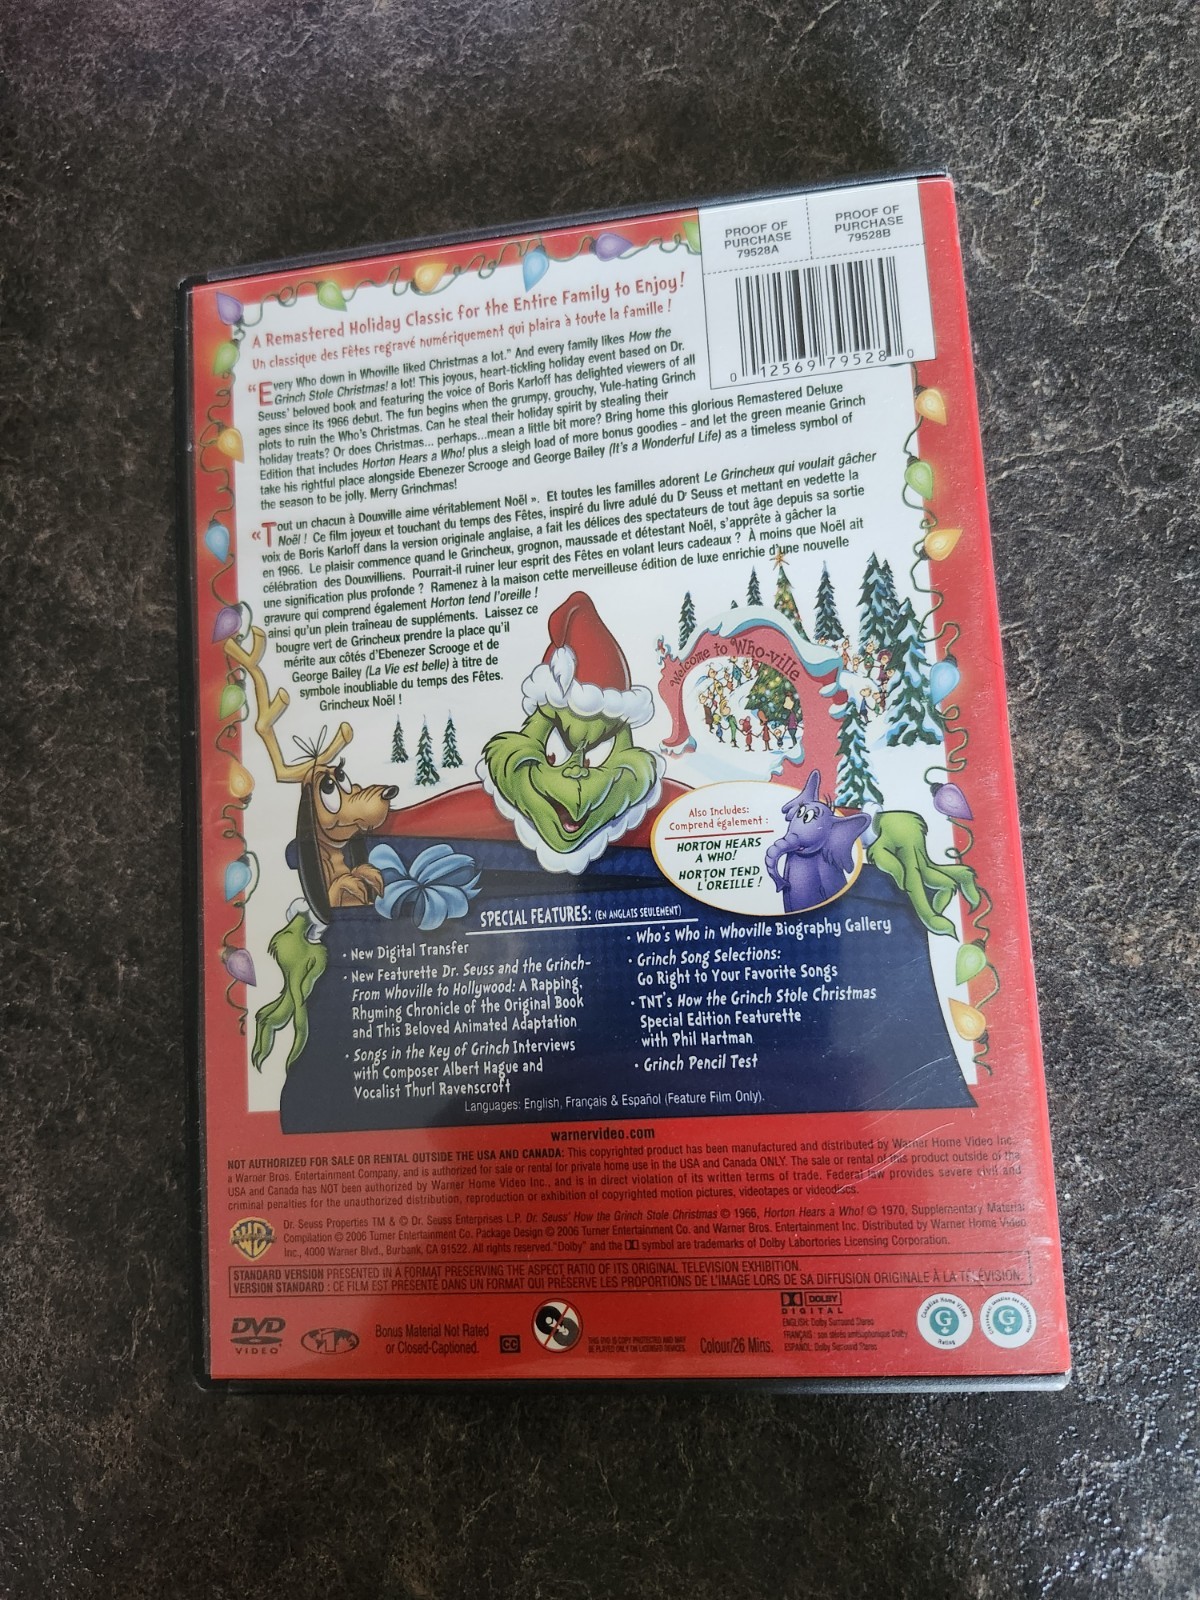 PROOF OF
PURCHASE
79528A
PROOF OF
PURCHASE
79528B
0 12569 79528 0
A Remastered Holiday Classic for the Entire Family to Enjoy!
Un classique des Fêtes regravé numériquement qui plaira à toute la famille !
“Every Who down in Whoville liked Christmas a lot.” And every family likes How the
Grinch Stole Christmas! a lot! This joyous, heart-tickling holiday event based on Dr.
Seuss' beloved book and featuring the voice of Boris Karloff has delighted viewers of all
ages since its 1966 debut. The fun begins when the grumpy, grouchy, Yule-hating Grinch
plots to ruin the Who's Christmas. Can he steal their holiday spirit by stealing their
holiday treats? Or does Christmas... perhaps...mean a little bit more? Bring home this glorious Remastered Deluxe
Edition that includes Horton Hears a Who! plus a sleigh load of more bonus goodies – and let the green meanie Grinch
take his rightful place alongside Ebenezer Scrooge and George Bailey (It's a Wonderful Life) as a timeless symbol of
the season to be jolly. Merry Grinchmas!
«Tout un chacun à Douxville aime véritablement Noël ». Et toutes les familles adorent Le Grincheux qui voulait gâcher
Noël ! Ce film joyeux et touchant du temps des Fêtes, inspiré du livre adulé du Dr Seuss et mettant en vedette la
voix de Boris Karloff dans la version originale anglaise, a fait les délices des spectateurs de tout âge depuis sa sortie
en 1966. Le plaisir commence quand le Grincheux, grognon, maussade et détestant Noël, s'apprête à gâcher la
célébration des Douxvilliens. Pourrait-il ruiner leur esprit des Fêtes en volant leurs cadeaux ? À moins que Noël ait
une signification plus profonde ? Ramenez à la maison cette merveilleuse édition de luxe enrichie d'une nouvelle
gravure qui comprend également Horton tend l'oreille !
ainsi qu'un plein traîneau de suppléments. Laissez ce
bougre vert de Grincheux prendre la place qu'il
mérite aux côtés d'Ebenezer Scrooge et de
George Bailey (La Vie est belle) à titre de
symbole inoubliable du temps des Fêtes.
Grincheux Noël !
Welcome to Who-ville
Also Includes:
Comprend également :
HORTON HEARS
A WHO!
HORTON TEND
L'OREILLE !
SPECIAL FEATURES: (EN ANGLAIS SEULEMENT)
• New Digital Transfer
• New Featurette Dr. Seuss and the Grinch–
From Whoville to Hollywood: A Rapping,
Rhyming Chronicle of the Original Book
and This Beloved Animated Adaptation
• Songs in the Key of Grinch Interviews
with Composer Albert Hague and
Vocalist Thurl Ravenscroft
• Who's Who in Whoville Biography Gallery
• Grinch Song Selections:
Go Right to Your Favorite Songs
• TNT's How the Grinch Stole Christmas
Special Edition Featurette
with Phil Hartman
• Grinch Pencil Test
Languages: English, Français & Español (Feature Film Only).
warnervideo.com
NOT AUTHORIZED FOR SALE OR RENTAL OUTSIDE THE USA AND CANADA: This copyrighted product has been manufactured and distributed by Warner Home Video Inc.,
a Warner Bros. Entertainment Company, and is authorized for sale or rental for private home use in the USA and Canada ONLY. The sale or rental of this product outside of the
USA and Canada has NOT been authorized by Warner Home Video Inc., and is in direct violation of its written terms of trade. Federal law provides severe civil and
criminal penalties for the unauthorized distribution, reproduction or exhibition of copyrighted motion pictures, videotapes or videodiscs.
Dr. Seuss Properties TM & © Dr. Seuss Enterprises L.P. Dr. Seuss' How the Grinch Stole Christmas © 1966, Horton Hears a Who! © 1970, Supplementary Material
Compilation © 2006 Turner Entertainment Co. Package Design © 2006 Turner Entertainment Co. and Warner Bros. Entertainment Inc. Distributed by Warner Home Video
Inc., 4000 Warner Blvd., Burbank, CA 91522. All rights reserved. "Dolby" and the symbol are trademarks of Dolby Labortories Licensing Corporation.
STANDARD VERSION PRESENTED IN A FORMAT PRESERVING THE ASPECT RATIO OF ITS ORIGINAL TELEVISION EXHIBITION.
VERSION STANDARD : CE FILM EST PRÉSENTÉ DANS UN FORMAT QUI PRÉSERVE LES PROPORTIONS DE L'IMAGE LORS DE SA DIFFUSION ORIGINALE À LA TÉLÉVISION.
DVD
VIDEO
1
Bonus Material Not Rated
or Closed-Captioned.
CC
THIS DVD IS COPY PROTECTED AND MAY
BE PLAYED ONLY ON LICENSED DEVICES.
Colour/26 Mins.
DOLBY
DIGITAL
ENGLISH: Dolby Surround Stereo
FRANÇAIS : son stéréo ambiophonique Dolby
ESPAÑOL: Dolby Surround Stereo
Canadian Home Video
G
Rating
G